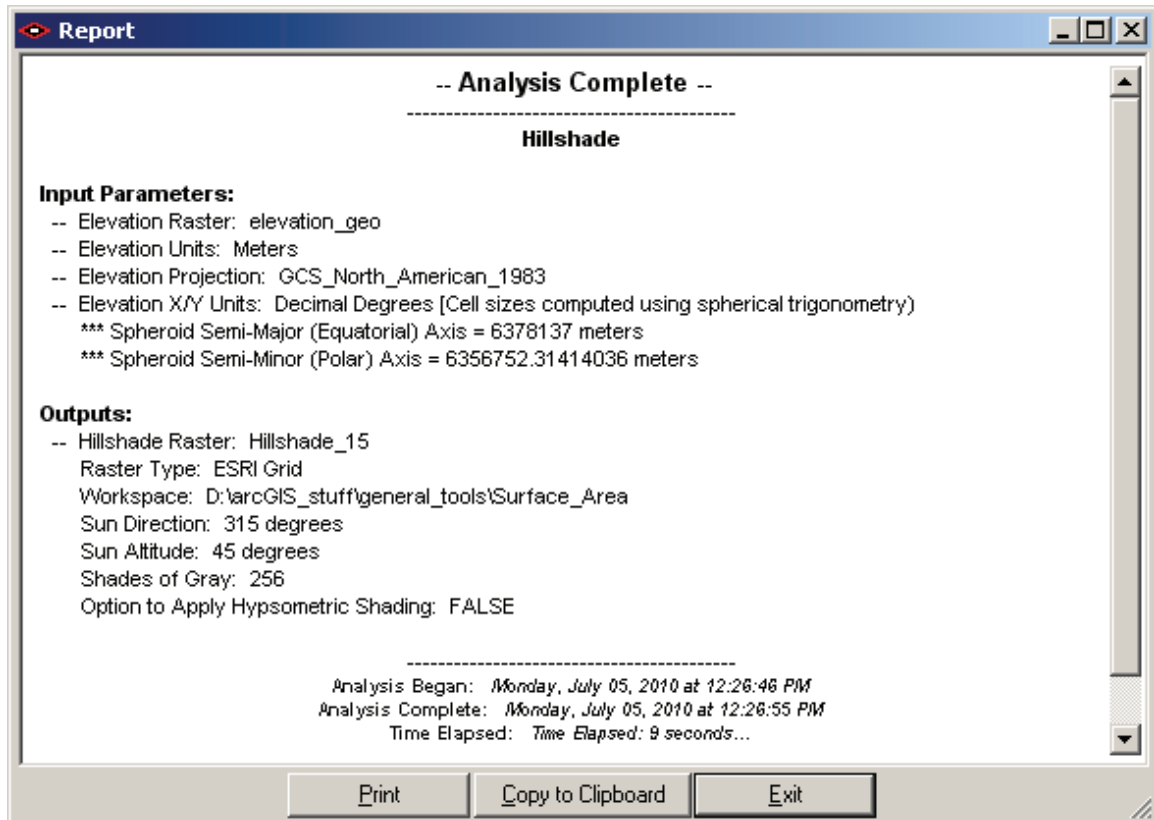 Report
-- Analysis Complete --
-----------------------------------------
Hillshade
Input Parameters:
-- Elevation Raster: elevation_geo
-- Elevation Units: Meters
-- Elevation Projection: GCS_North_American_1983
-- Elevation X/Y Units: Decimal Degrees [Cell sizes computed using spherical trigonometry)
*** Spheroid Semi-Major (Equatorial) Axis = 6378137 meters
*** Spheroid Semi-Minor (Polar) Axis = 6356752.31414036 meters
Outputs:
-- Hillshade Raster: Hillshade_15
Raster Type: ESRI Grid
Workspace: D:\arcGIS_stuff\general_tools\Surface_Area
Sun Direction: 315 degrees
Sun Altitude: 45 degrees
Shades of Gray: 256
Option to Apply Hypsometric Shading: FALSE
-----------------------------------------
Analysis Began: Monday, July 05, 2010 at 12:26:46 PM
Analysis Complete: Monday, July 05, 2010 at 12:26:55 PM
Time Elapsed: Time Elapsed: 9 seconds...
Print Copy to Clipboard Exit